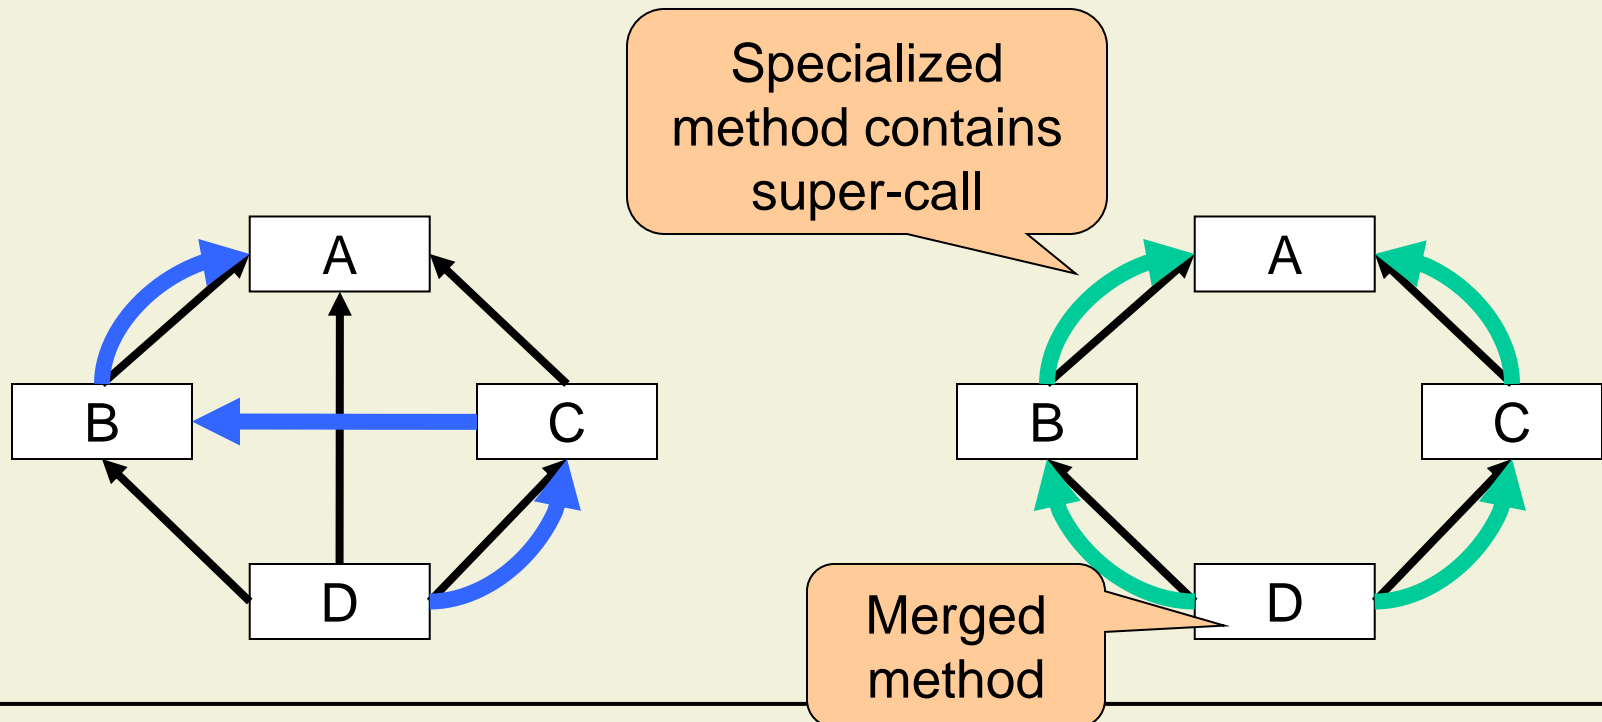 Specialized
method contains
super-call
A
B
C
D
A
B
C
D
Merged
method